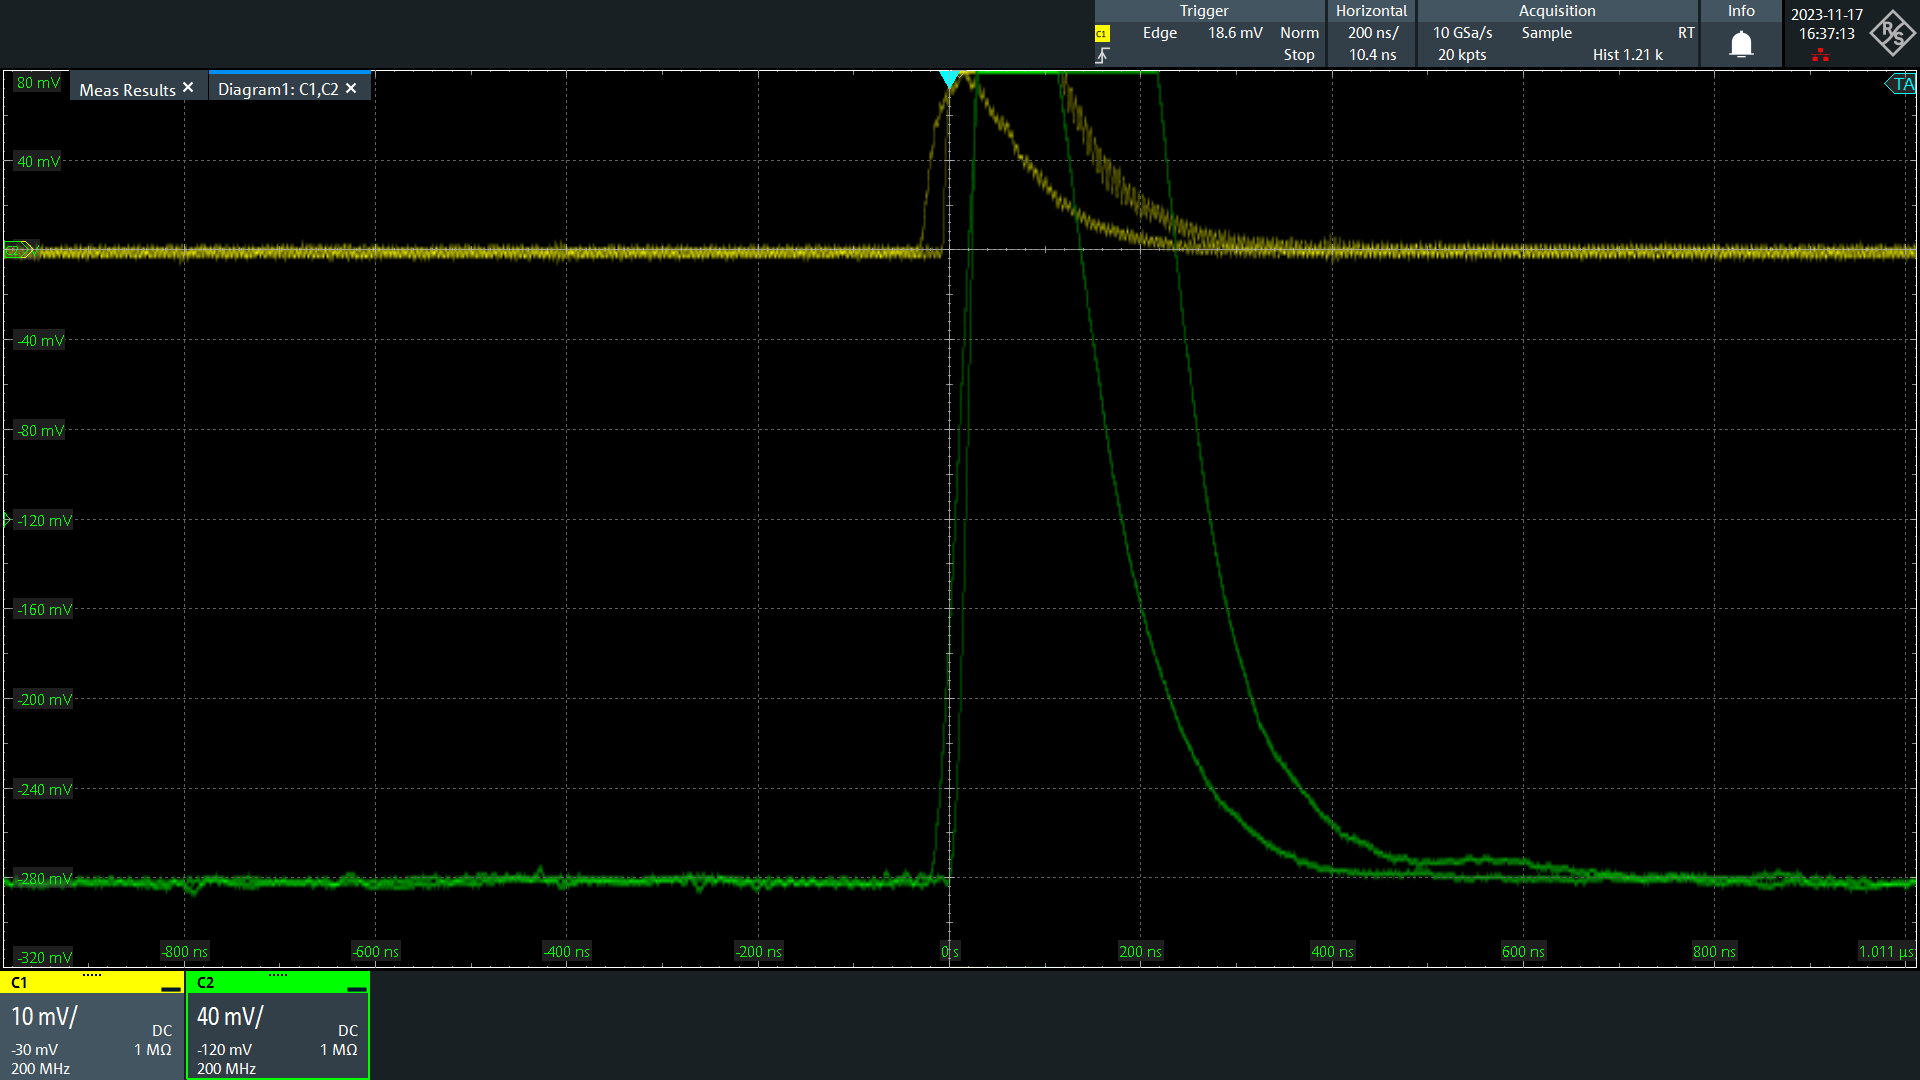 Trigger
C1 Edge 18.6 mV Norm
Stop
Horizontal
200 ns/
10.4 ns
Acquisition
10 GSa/s Sample RT
20 kpts Hist 1.21 k
Info
2023-11-17
16:37:13
R&S
Meas Results ✕
Diagram1: C1,C2 ✕
TA
80 mV
40 mV
C2
-40 mV
-80 mV
-120 mV
-160 mV
-200 mV
-240 mV
-280 mV
-320 mV
-800 ns -600 ns -400 ns -200 ns 0 s 200 ns 400 ns 600 ns 800 ns 1.011 µs
C1
10 mV/
DC
-30 mV 1 MΩ
200 MHz
C2
40 mV/
DC
-120 mV 1 MΩ
200 MHz